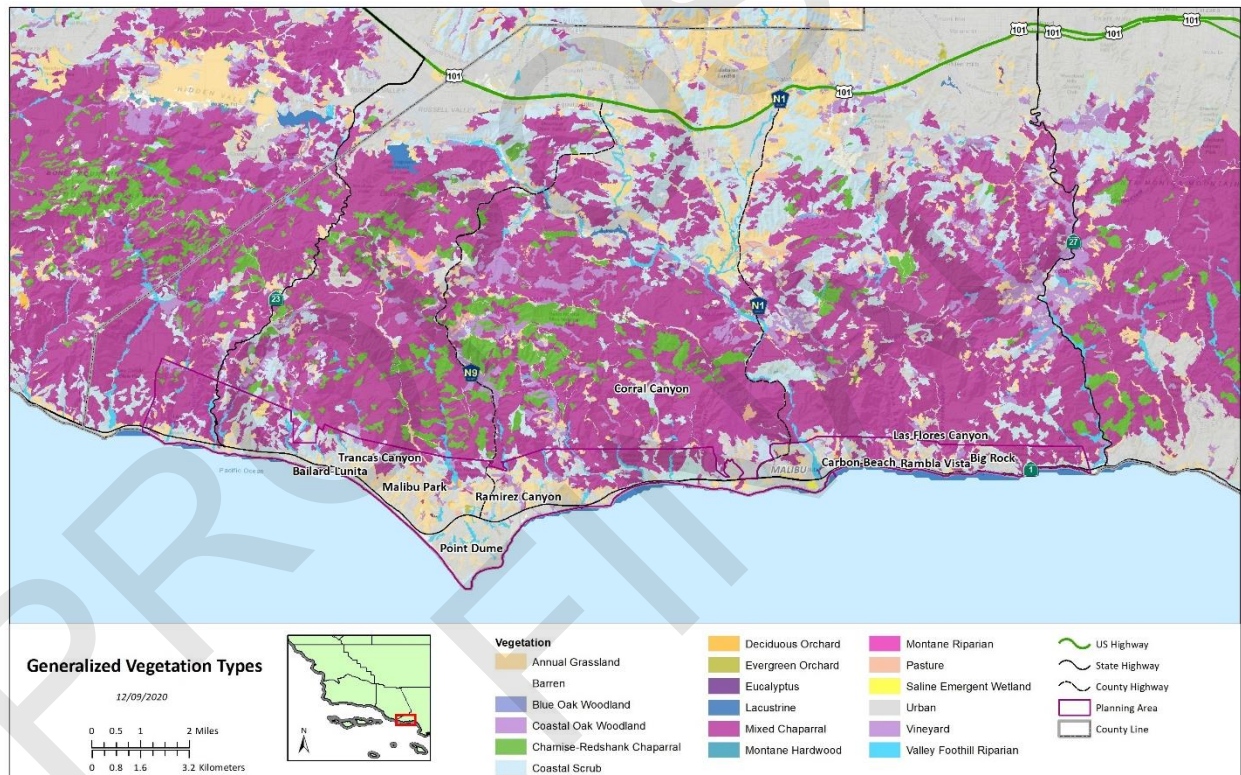 101
101
101
101
101
101
N1
HIDDEN VALLEY
RUSSELL VALLEY
27
23
N1
N9
Corral Canyon
Las Flores Canyon
Trancas Canyon
Big Rock
Pacific Ocean
Bailard-Lunita
MALIBU
Carbon Beach
Rambla Vista
1
Malibu Park
Ramirez Canyon
Point Dume
Generalized Vegetation Types
12/09/2020
0 0.5 1 2 Miles
0 0.8 1.6 3.2 Kilometers
N
Vegetation
Annual Grassland
Barren
Blue Oak Woodland
Coastal Oak Woodland
Chamise-Redshank Chaparral
Coastal Scrub
Deciduous Orchard
Evergreen Orchard
Eucalyptus
Lacustrine
Mixed Chaparral
Montane Hardwood
Montane Riparian
Pasture
Saline Emergent Wetland
Urban
Vineyard
Valley Foothill Riparian
US Highway
State Highway
County Highway
Planning Area
County Line